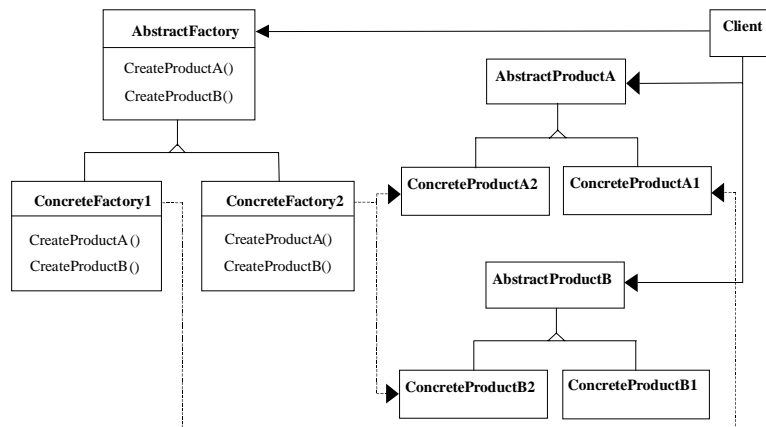 AbstractFactory
CreateProductA()
CreateProductB()
Client
AbstractProductA
ConcreteFactory1
CreateProductA()
CreateProductB()
ConcreteFactory2
CreateProductA()
CreateProductB()
ConcreteProductA2
ConcreteProductA1
AbstractProductB
ConcreteProductB2
ConcreteProductB1